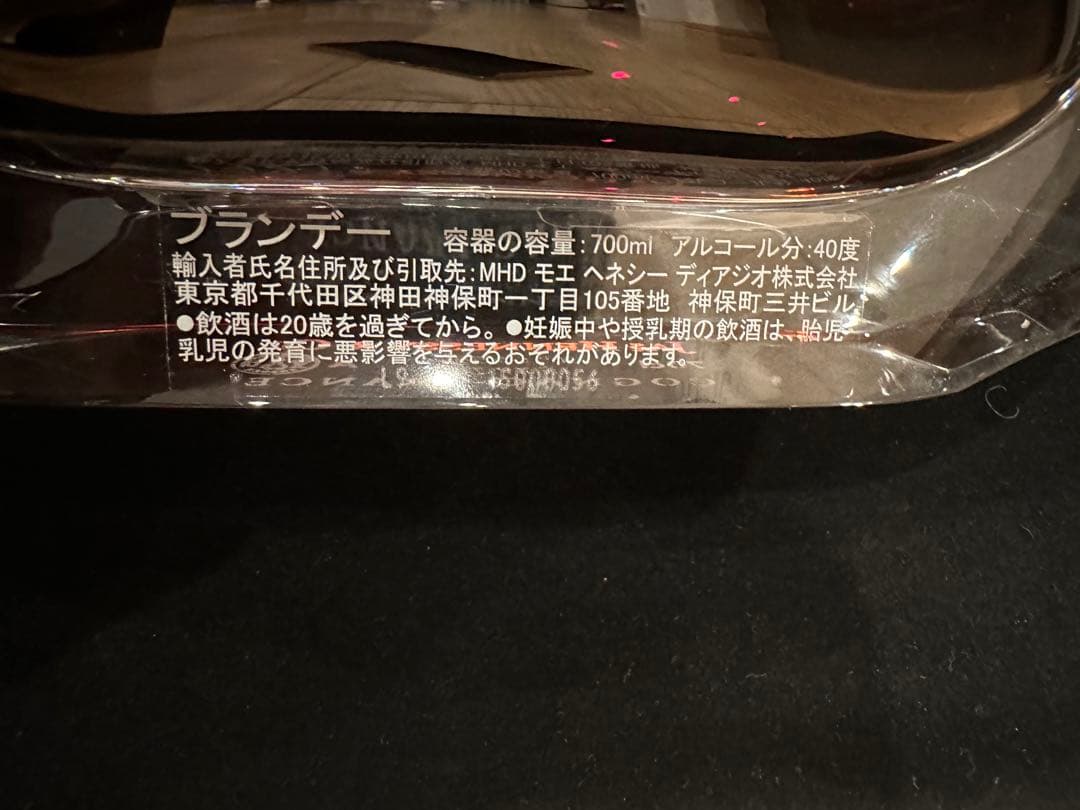 ブランデー 容器の容量:700ml アルコール分:40度
輸入者氏名住所及び引取先:MHD モエ ヘネシー ディアジオ株式会社
東京都千代田区神田神保町一丁目105番地 神保町三井ビル
●飲酒は20歳を過ぎてから。●妊娠中や授乳期の飲酒は、胎児・
乳児の発育に悪影響を与えるおそれがあります。